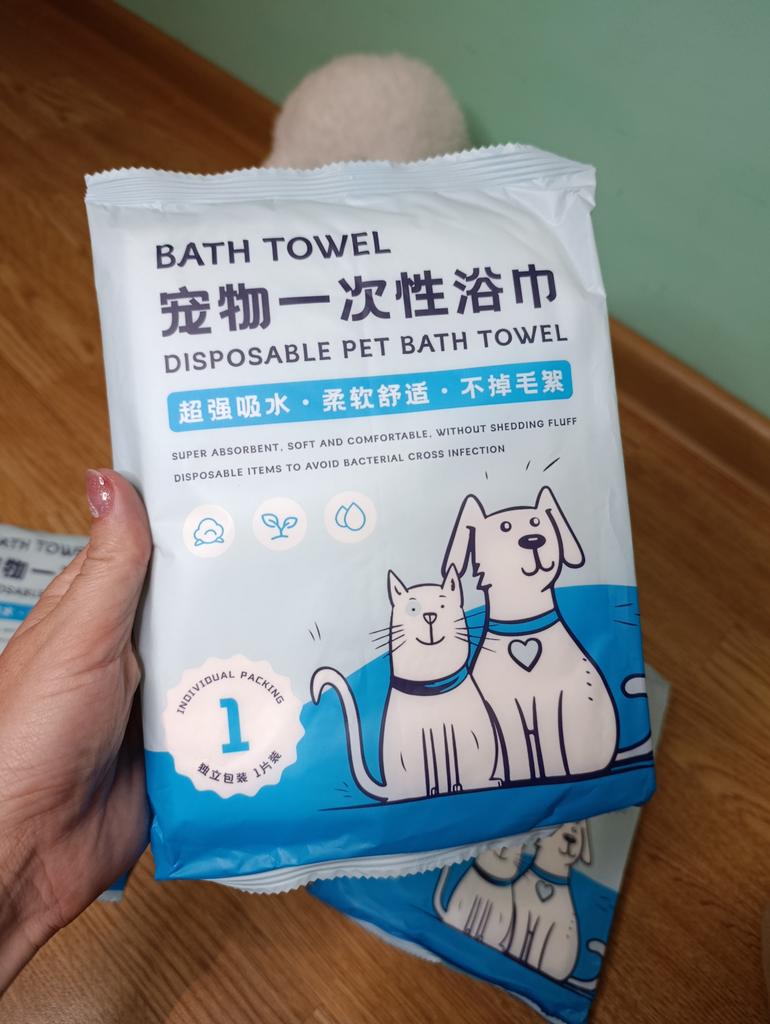 BATH TOWEL
宠物一次性浴巾
DISPOSABLE PET BATH TOWEL
超强吸水·柔软舒适·不掉毛絮
SUPER ABSORBENT, SOFT AND COMFORTABLE, WITHOUT SHEDDING FLUFF
DISPOSABLE ITEMS TO AVOID BACTERIAL CROSS INFECTION
INDIVIDUAL PACKING
1
独立包装 1片装
TOWEL